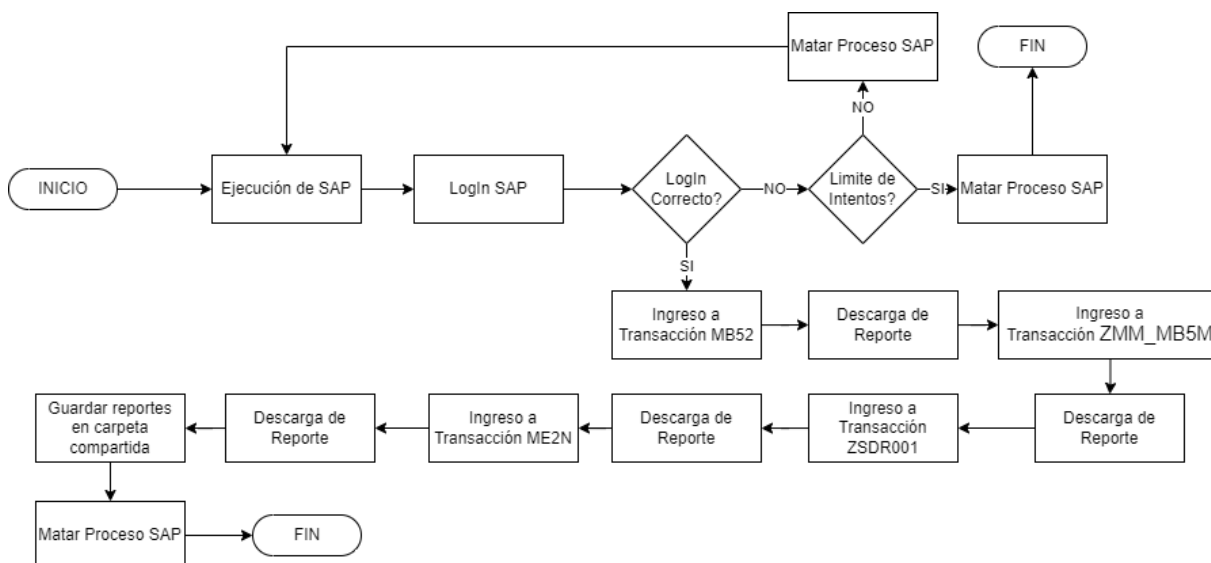 Matar Proceso SAP
FIN
NO
INICIO
Ejecución de SAP
LogIn SAP
LogIn
Correcto?
NO
Limite de
Intentos?
SI
Matar Proceso SAP
SI
Ingreso a
Transacción MB52
Descarga de
Reporte
Ingreso a
Transacción ZMM_MB5M
Guardar reportes
en carpeta
compartida
Descarga de
Reporte
Ingreso a
Transacción ME2N
Descarga de
Reporte
Ingreso a
Transacción
ZSDR001
Descarga de
Reporte
Matar Proceso SAP
FIN